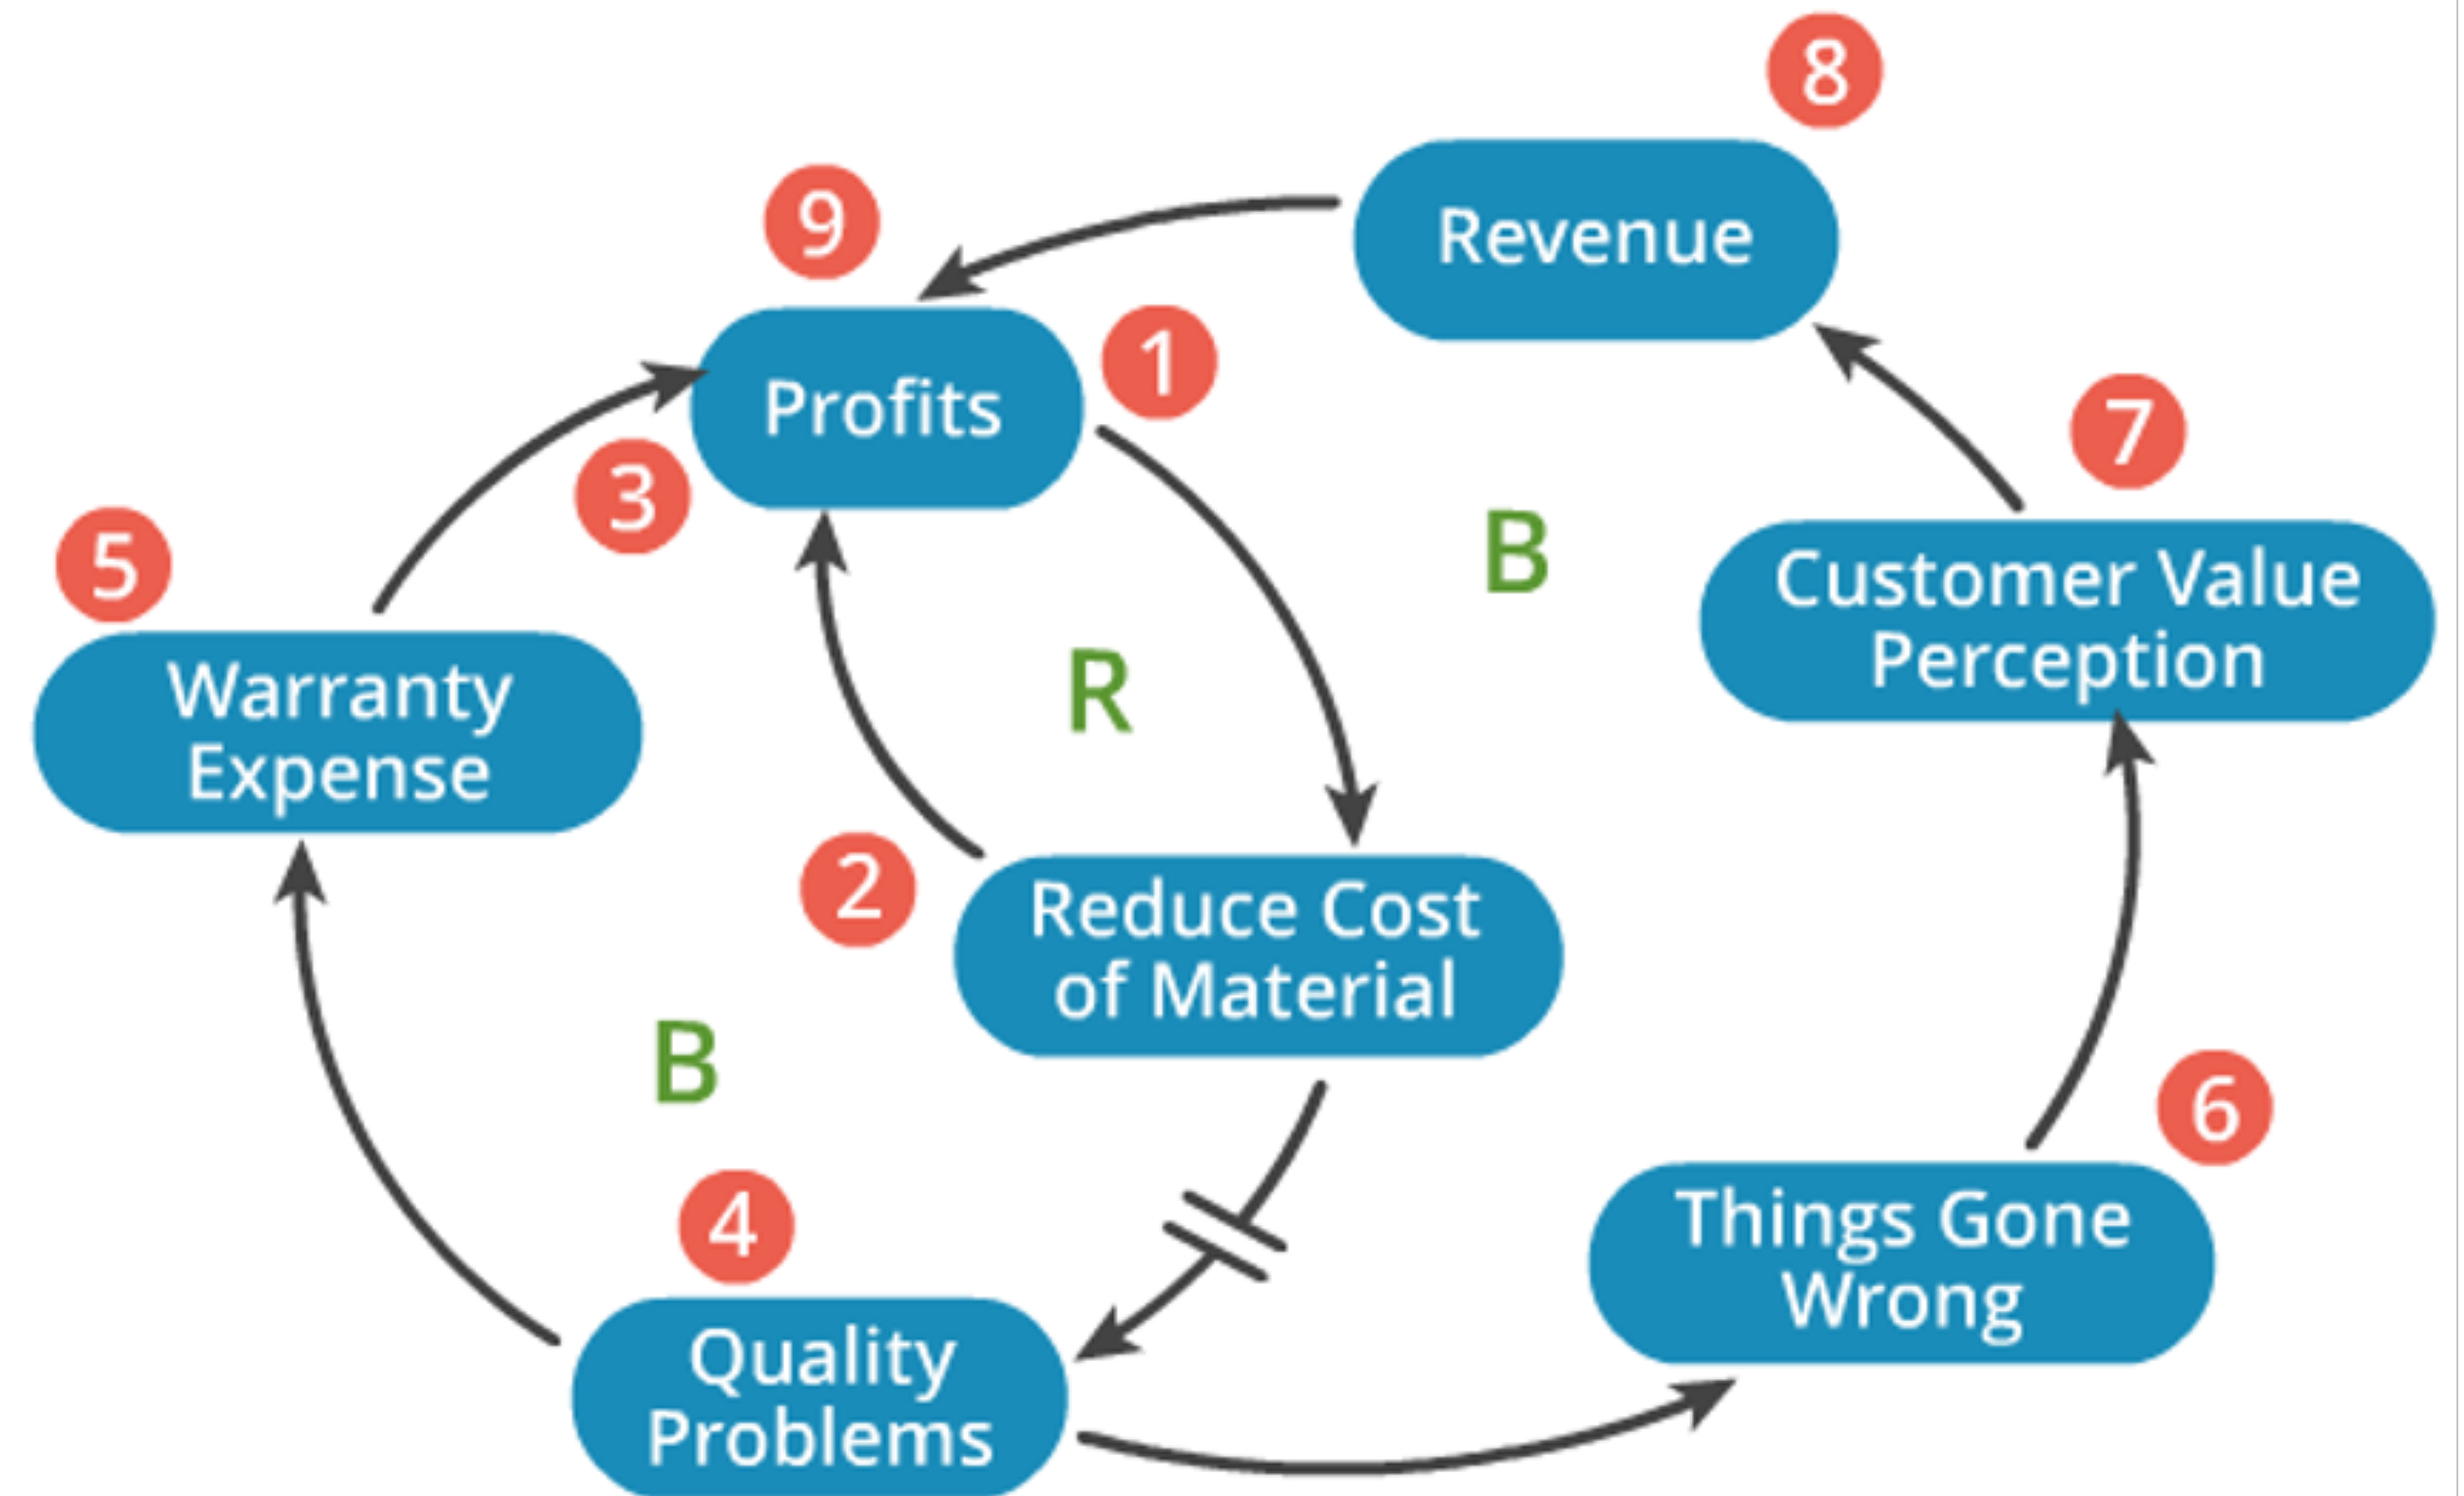 8
Revenue
9
Profits
1
3
7
Customer Value
Perception
B
5
Warranty
Expense
R
2
Reduce Cost
of Material
B
6
Things Gone
Wrong
4
Quality
Problems